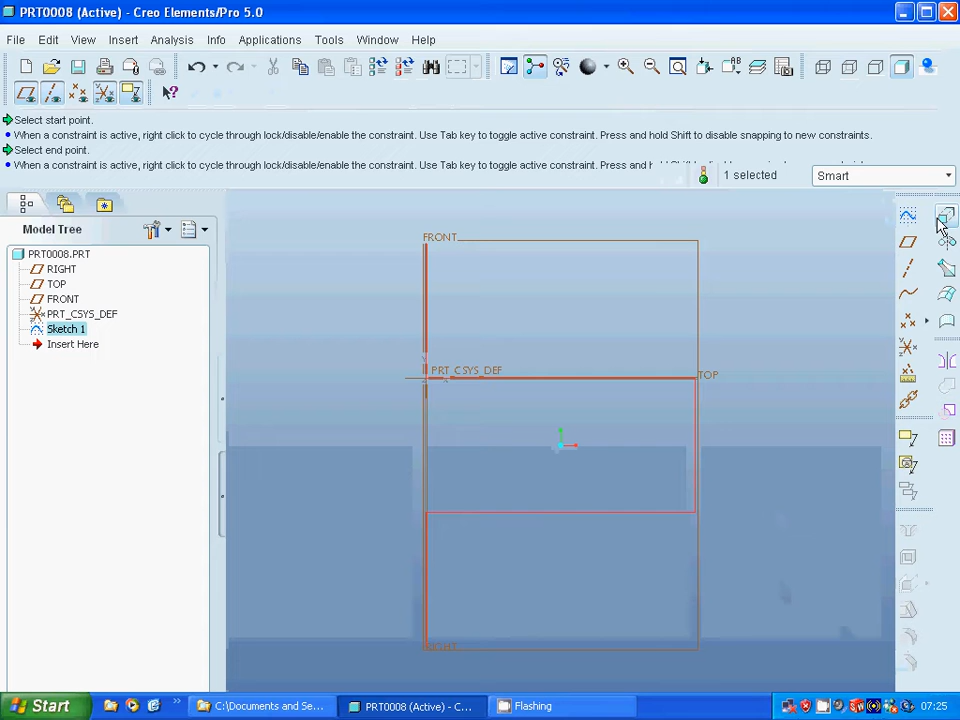 PRT0008 (Active) - Creo Elements/Pro 5.0
File Edit View Insert Analysis Info Applications Tools Window Help
Select start point.
When a constraint is active, right click to cycle through lock/disable/enable the constraint. Use Tab key to toggle active constraint. Press and hold Shift to disable snapping to new constraints.
Select end point.
When a constraint is active, right click to cycle through lock/disable/enable the constraint. Use Tab key to toggle active constraint. Press and h
1 selected
Smart
Model Tree
PRT0008.PRT
RIGHT
TOP
FRONT
PRT_CSYS_DEF
Sketch 1
Insert Here
FRONT
PRT_CSYS_DEF
TOP
RIGHT
Start
C:\Documents and Se...
PRT0008 (Active) - C...
Flashing
07:25